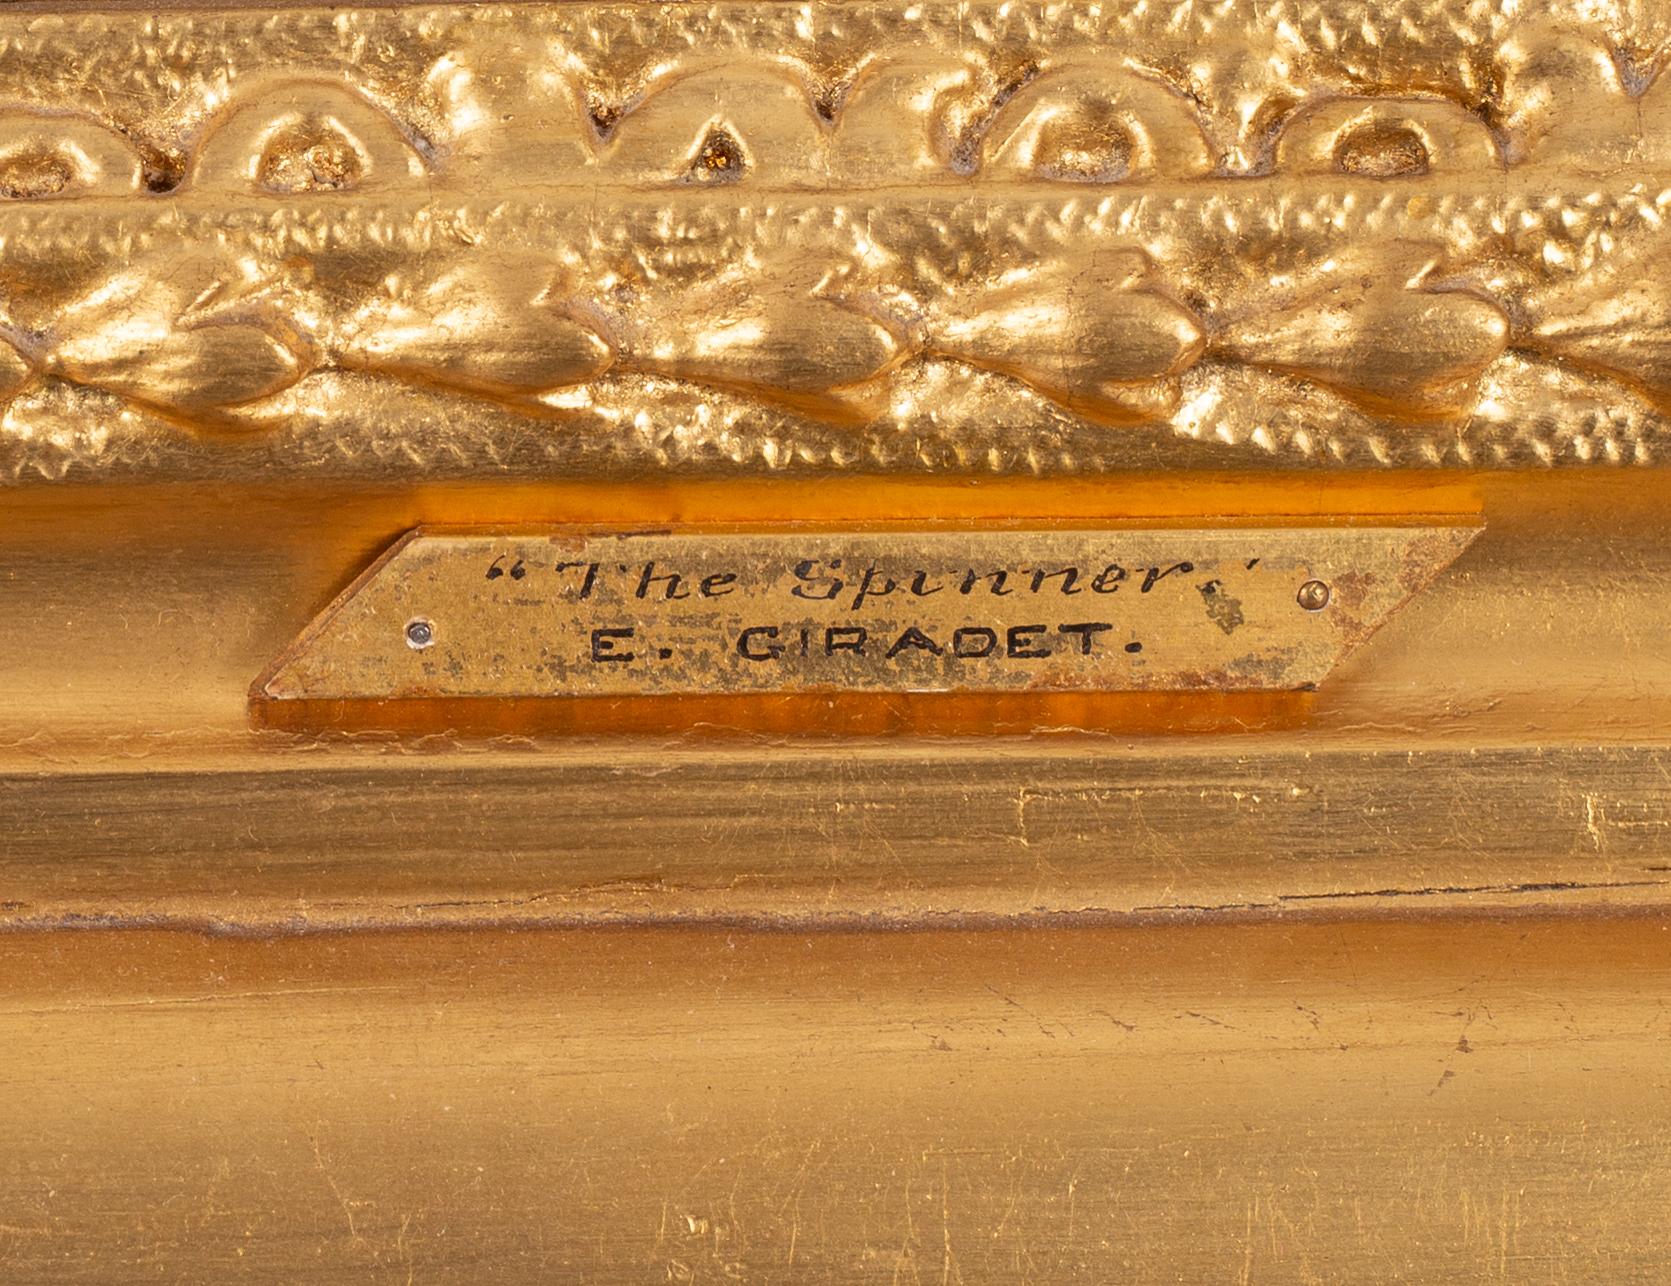 “The Spinner.’
E. GIRADET.